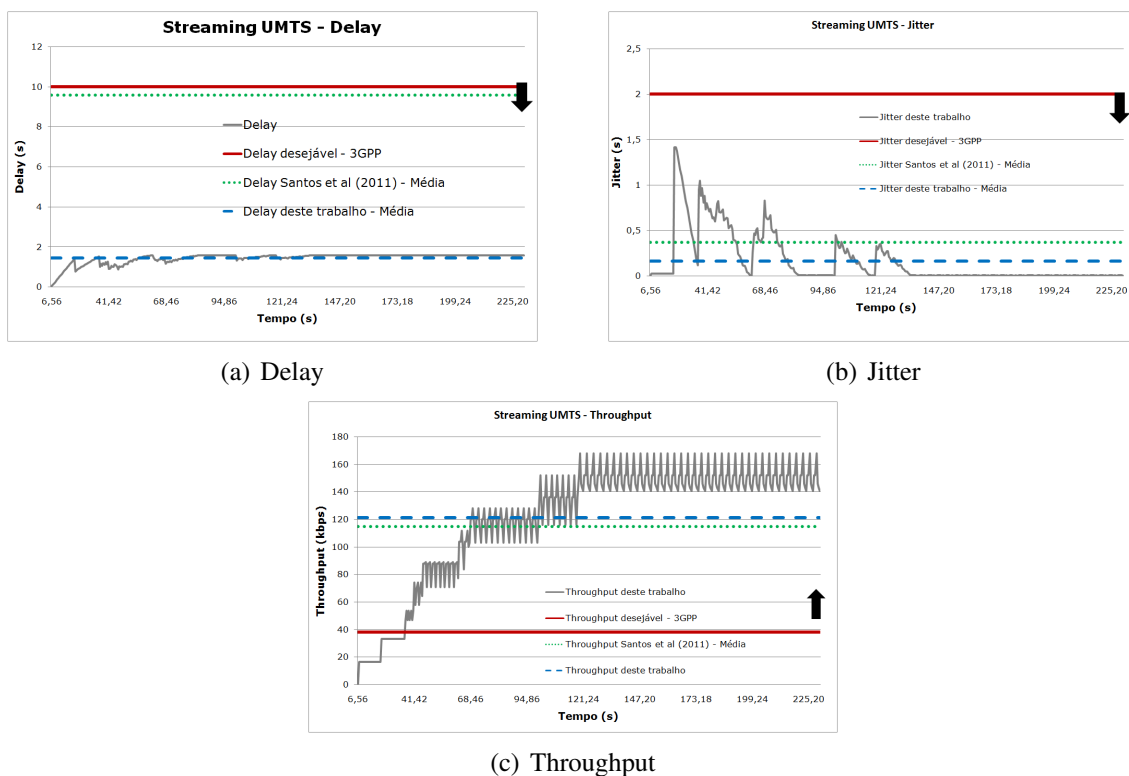 Streaming UMTS - Delay
12
10
8
6
4
2
0
Delay (s)
Delay
Delay desejável - 3GPP
Delay Santos et al (2011) - Média
Delay deste trabalho - Média
6,56 41,42 68,46 94,86 121,24 147,20 173,18 199,24 225,20
Tempo (s)
(a) Delay
Streaming UMTS - Jitter
2,5
2
1,5
1
0,5
0
Jitter (s)
Jitter deste trabalho
Jitter desejável - 3GPP
Jitter Santos et al (2011) - Média
Jitter deste trabalho - Média
6,56 41,42 68,46 94,86 121,24 147,20 173,18 199,24 225,20
Tempo (s)
(b) Jitter
Streaming UMTS - Throughput
180
160
140
120
100
80
60
40
20
0
Throughput (kbps)
Throughput deste trabalho
Throughput desejável - 3GPP
Throughput Santos et al (2011) - Média
Throughput deste trabalho
6,56 41,42 68,46 94,86 121,24 147,20 173,18 199,24 225,20
Tempo (s)
(c) Throughput